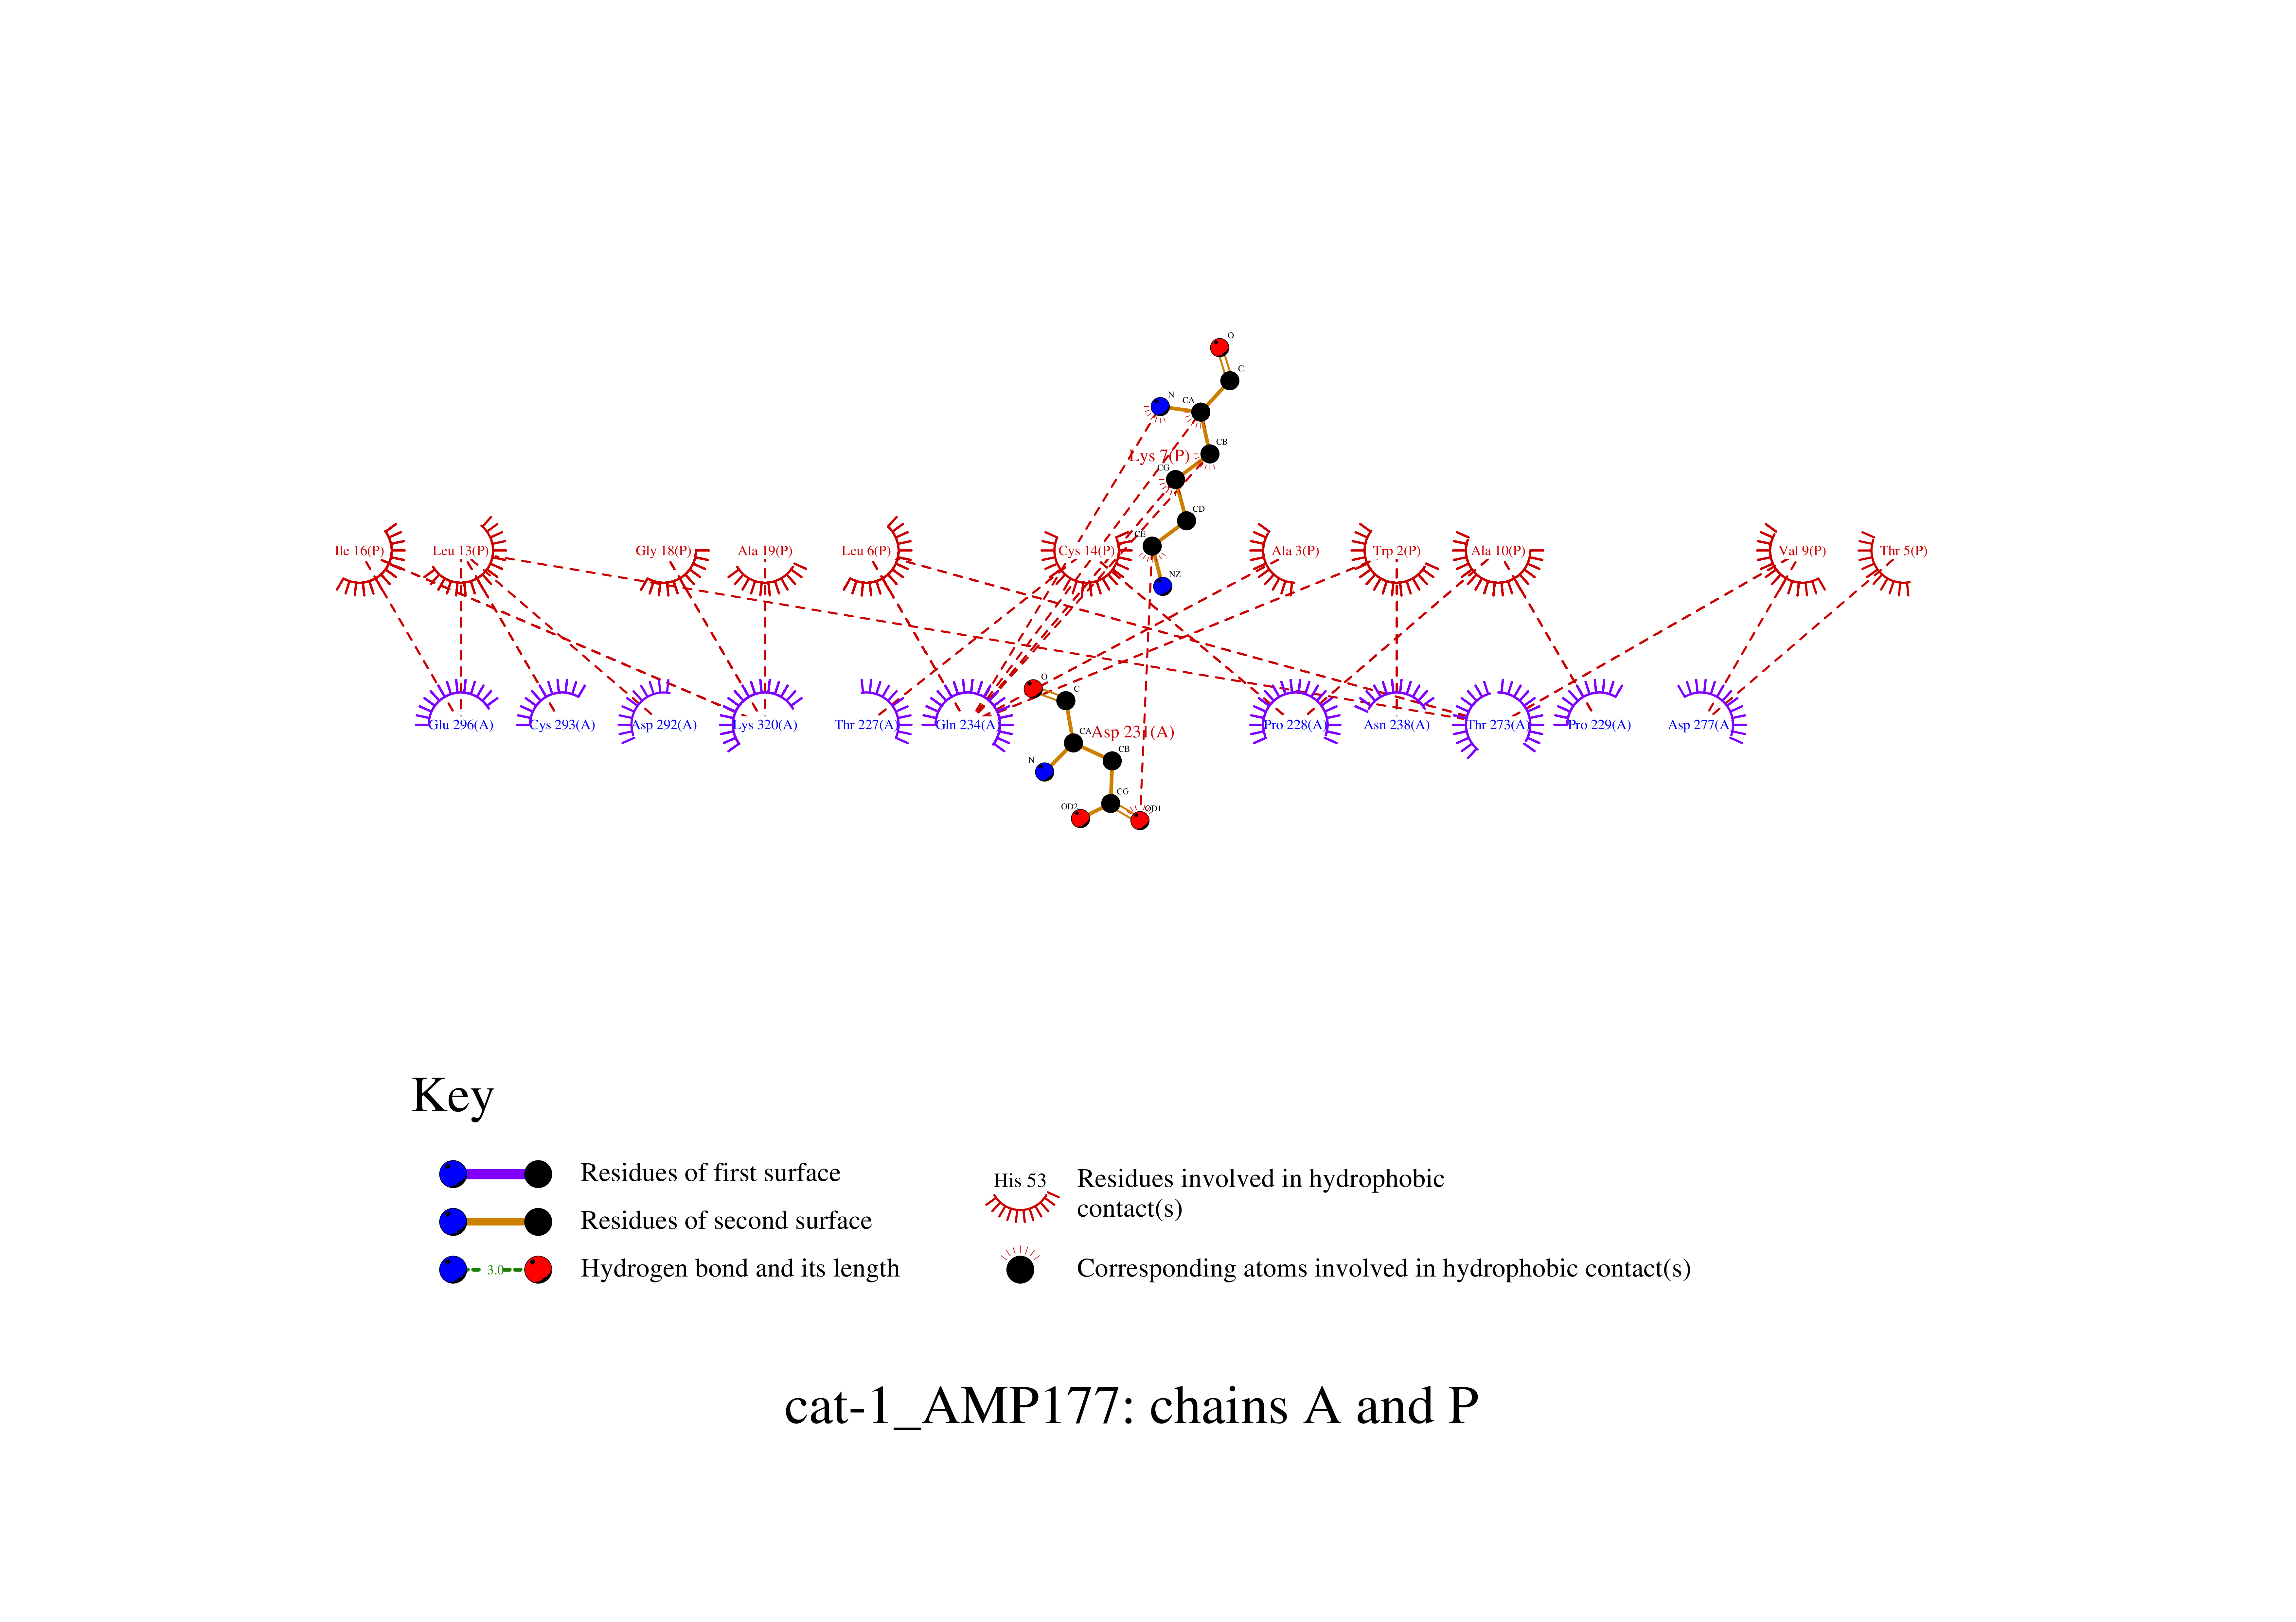 O
C
N
CA
CB
Lys 7(P)
CG
CD
CE
NZ
Ile 16(P) Leu 13(P) Gly 18(P) Ala 19(P) Leu 6(P) Cys 14(P) Ala 3(P) Trp 2(P) Ala 10(P) Val 9(P) Thr 5(P)
O
C
Glu 296(A) Cys 293(A) Asp 292(A) Lys 320(A) Thr 227(A) Gln 234(A) Pro 228(A) Asn 238(A) Thr 273(A) Pro 229(A) Asp 277(A
CA Asp 231(A)
CB
N
CG
OD2 OD1
Key
Residues of first surface
Residues of second surface
3.0 Hydrogen bond and its length
His 53 Residues involved in hydrophobic
contact(s)
Corresponding atoms involved in hydrophobic contact(s)
cat-1_AMP177: chains A and P